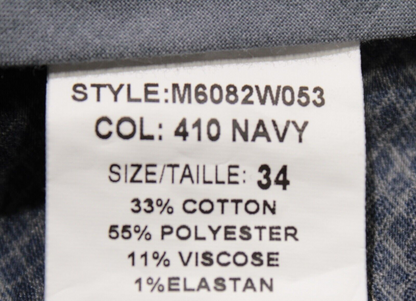 STYLE:M6082W053
COL: 410 NAVY
SIZE/TAILLE: 34
33% COTTON
55% POLYESTER
11% VISCOSE
1%ELASTAN